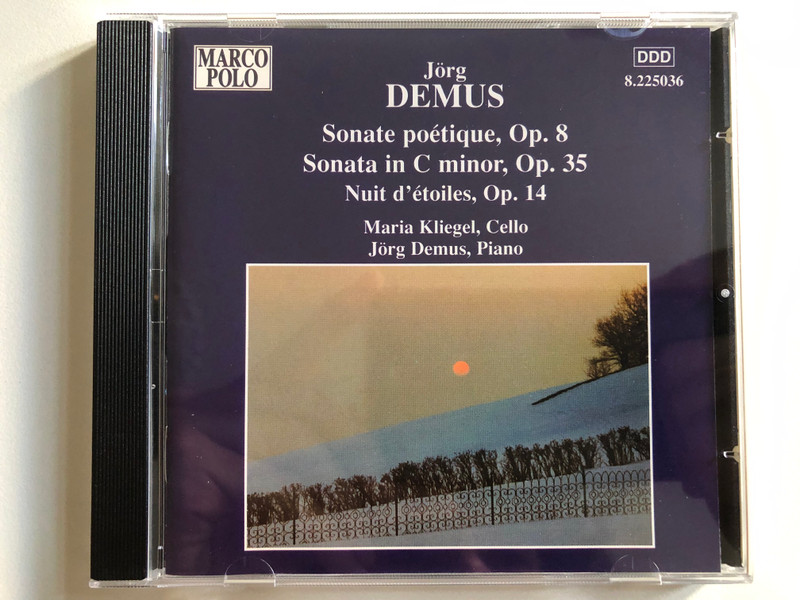 MARCO
POLO
DDD
8.225036
Jörg
DEMUS
Sonate poétique, Op. 8
Sonata in C minor, Op. 35
Nuit d'étoiles, Op. 14
Maria Kliegel, Cello
Jörg Demus, Piano